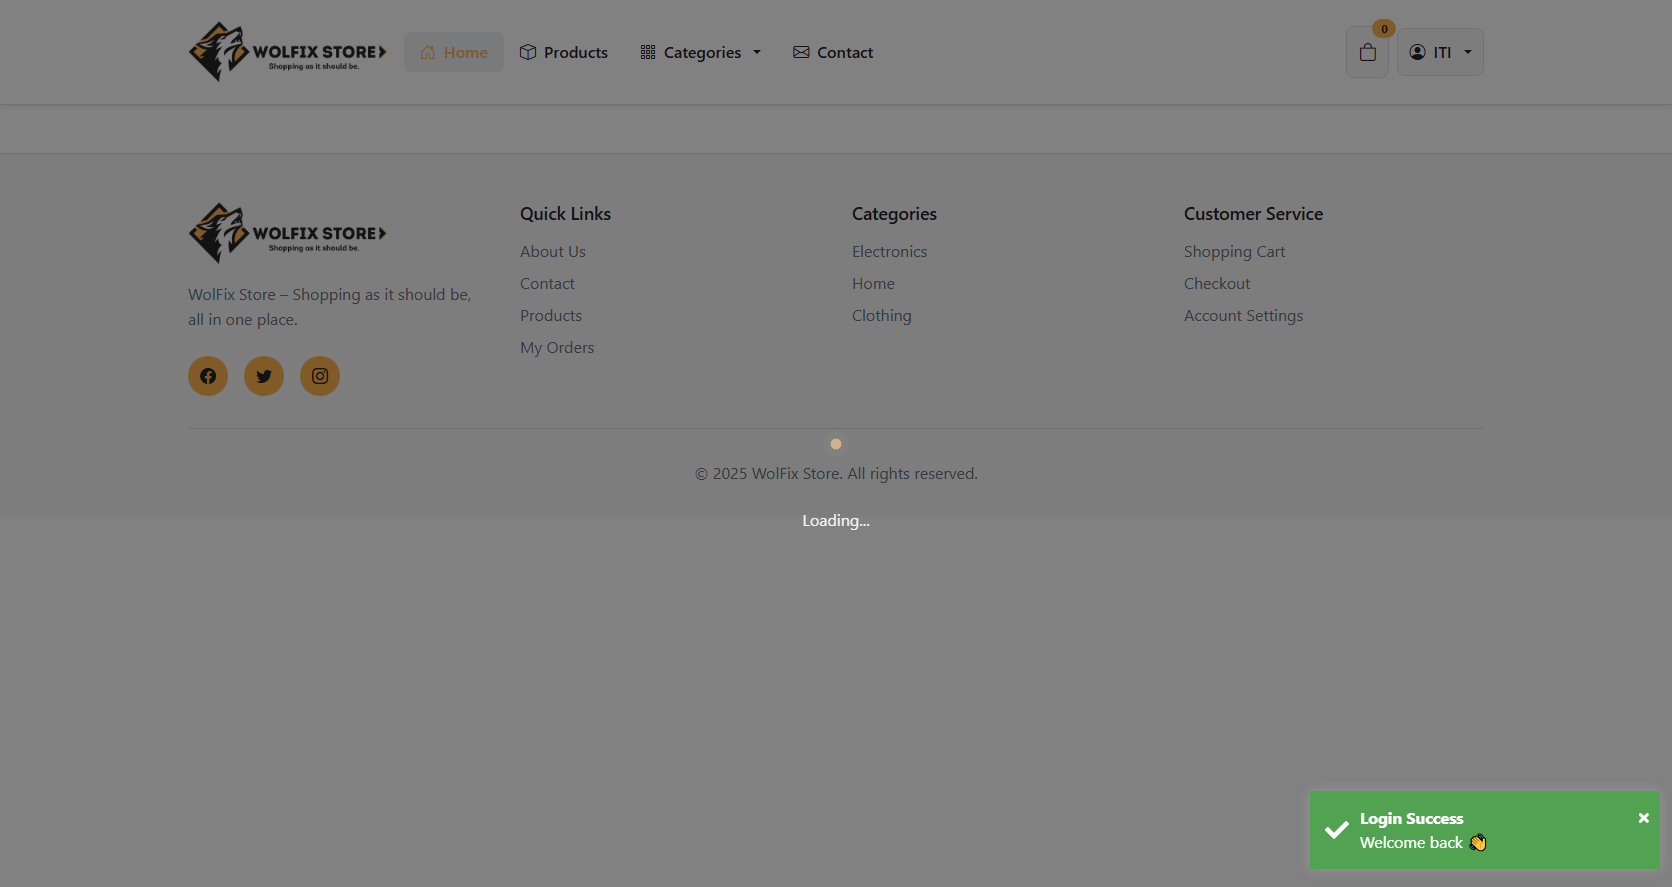 WOLFIX STORE
Shopping as it should be.
Home
Products
Categories
Contact
0
ITI
WOLFIX STORE
Shopping as it should be.
WolFix Store – Shopping as it should be,
all in one place.
Quick Links
About Us
Contact
Products
My Orders
Categories
Electronics
Home
Clothing
Customer Service
Shopping Cart
Checkout
Account Settings
© 2025 WolFix Store. All rights reserved.
Loading...
Login Success
Welcome back 👏